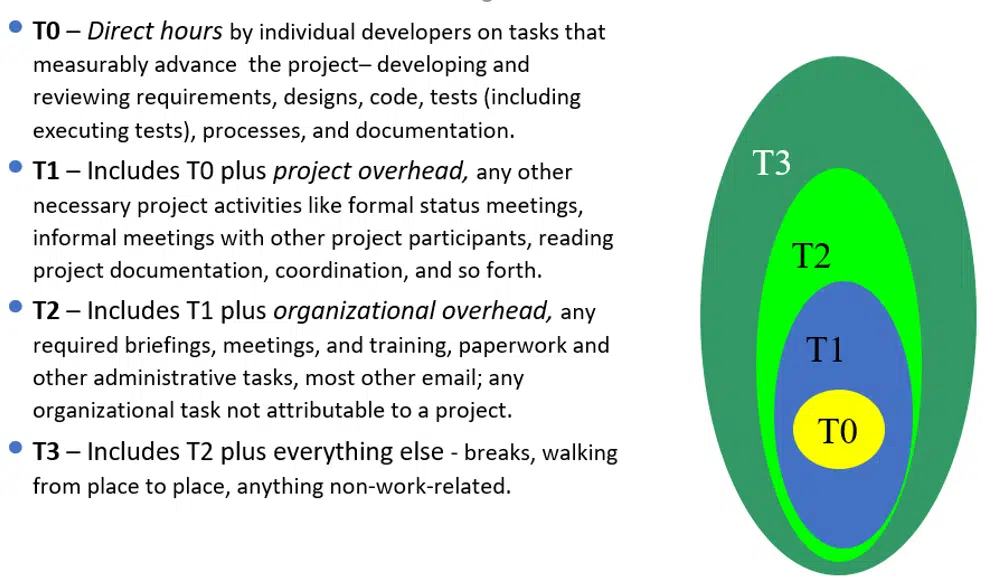 ● T0 – Direct hours by individual developers on tasks that
measurably advance the project– developing and
reviewing requirements, designs, code, tests (including
executing tests), processes, and documentation.
● T1 – Includes T0 plus project overhead, any other
necessary project activities like formal status meetings,
informal meetings with other project participants, reading
project documentation, coordination, and so forth.
● T2 – Includes T1 plus organizational overhead, any
required briefings, meetings, and training, paperwork and
other administrative tasks, most other email; any
organizational task not attributable to a project.
● T3 – Includes T2 plus everything else - breaks, walking
from place to place, anything non-work-related.
T3
T2
T1
T0